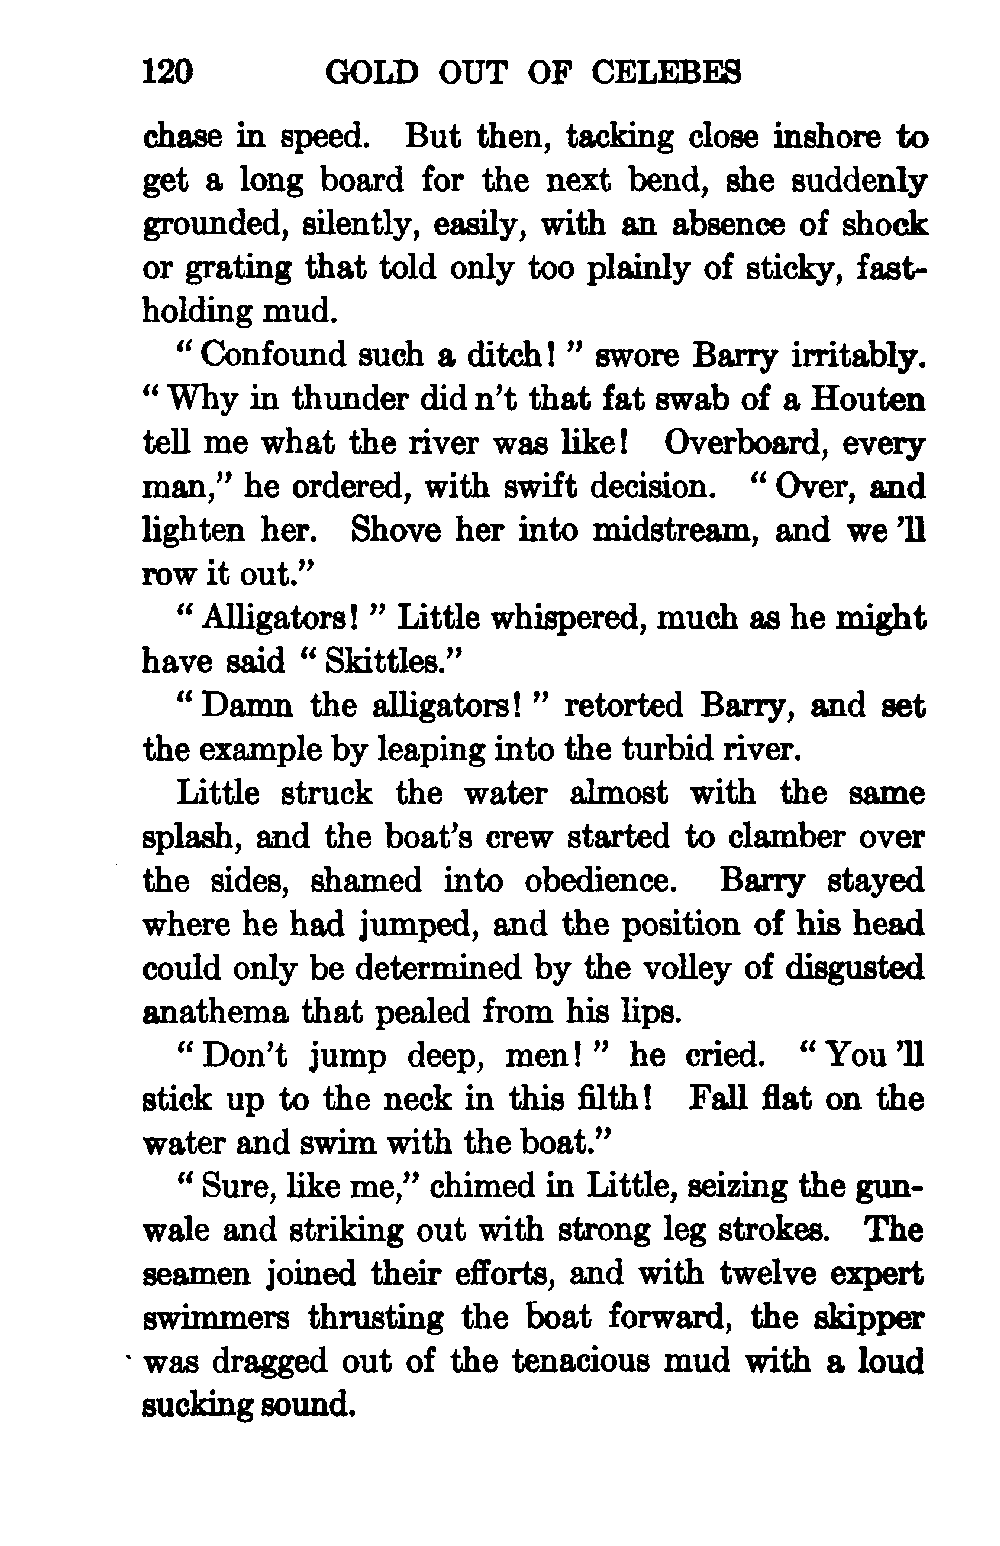 120 GOLD OUT OF CELEBES
chase in speed. But then, tacking close inshore to
get a long board for the next bend, she suddenly
grounded, silently, easily, with an absence of shock
or grating that told only too plainly of sticky, fast-
holding mud.
“ Confound such a ditch! ” swore Barry irritably.
“ Why in thunder did n’t that fat swab of a Houten
tell me what the river was like! Overboard, every
man,” he ordered, with swift decision. “ Over, and
lighten her. Shove her into midstream, and we ’ll
row it out.”
“ Alligators! ” Little whispered, much as he might
have said “ Skittles.”
“ Damn the alligators! ” retorted Barry, and set
the example by leaping into the turbid river.
Little struck the water almost with the same
splash, and the boat’s crew started to clamber over
the sides, shamed into obedience. Barry stayed
where he had jumped, and the position of his head
could only be determined by the volley of disgusted
anathema that pealed from his lips.
“ Don’t jump deep, men! ” he cried. “ You ’ll
stick up to the neck in this filth! Fall flat on the
water and swim with the boat.”
“ Sure, like me,” chimed in Little, seizing the gun-
wale and striking out with strong leg strokes. The
seamen joined their efforts, and with twelve expert
swimmers thrusting the boat forward, the skipper
was dragged out of the tenacious mud with a loud
sucking sound.